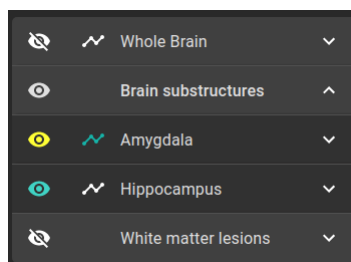 Whole Brain
Brain substructures
Amygdala
Hippocampus
White matter lesions